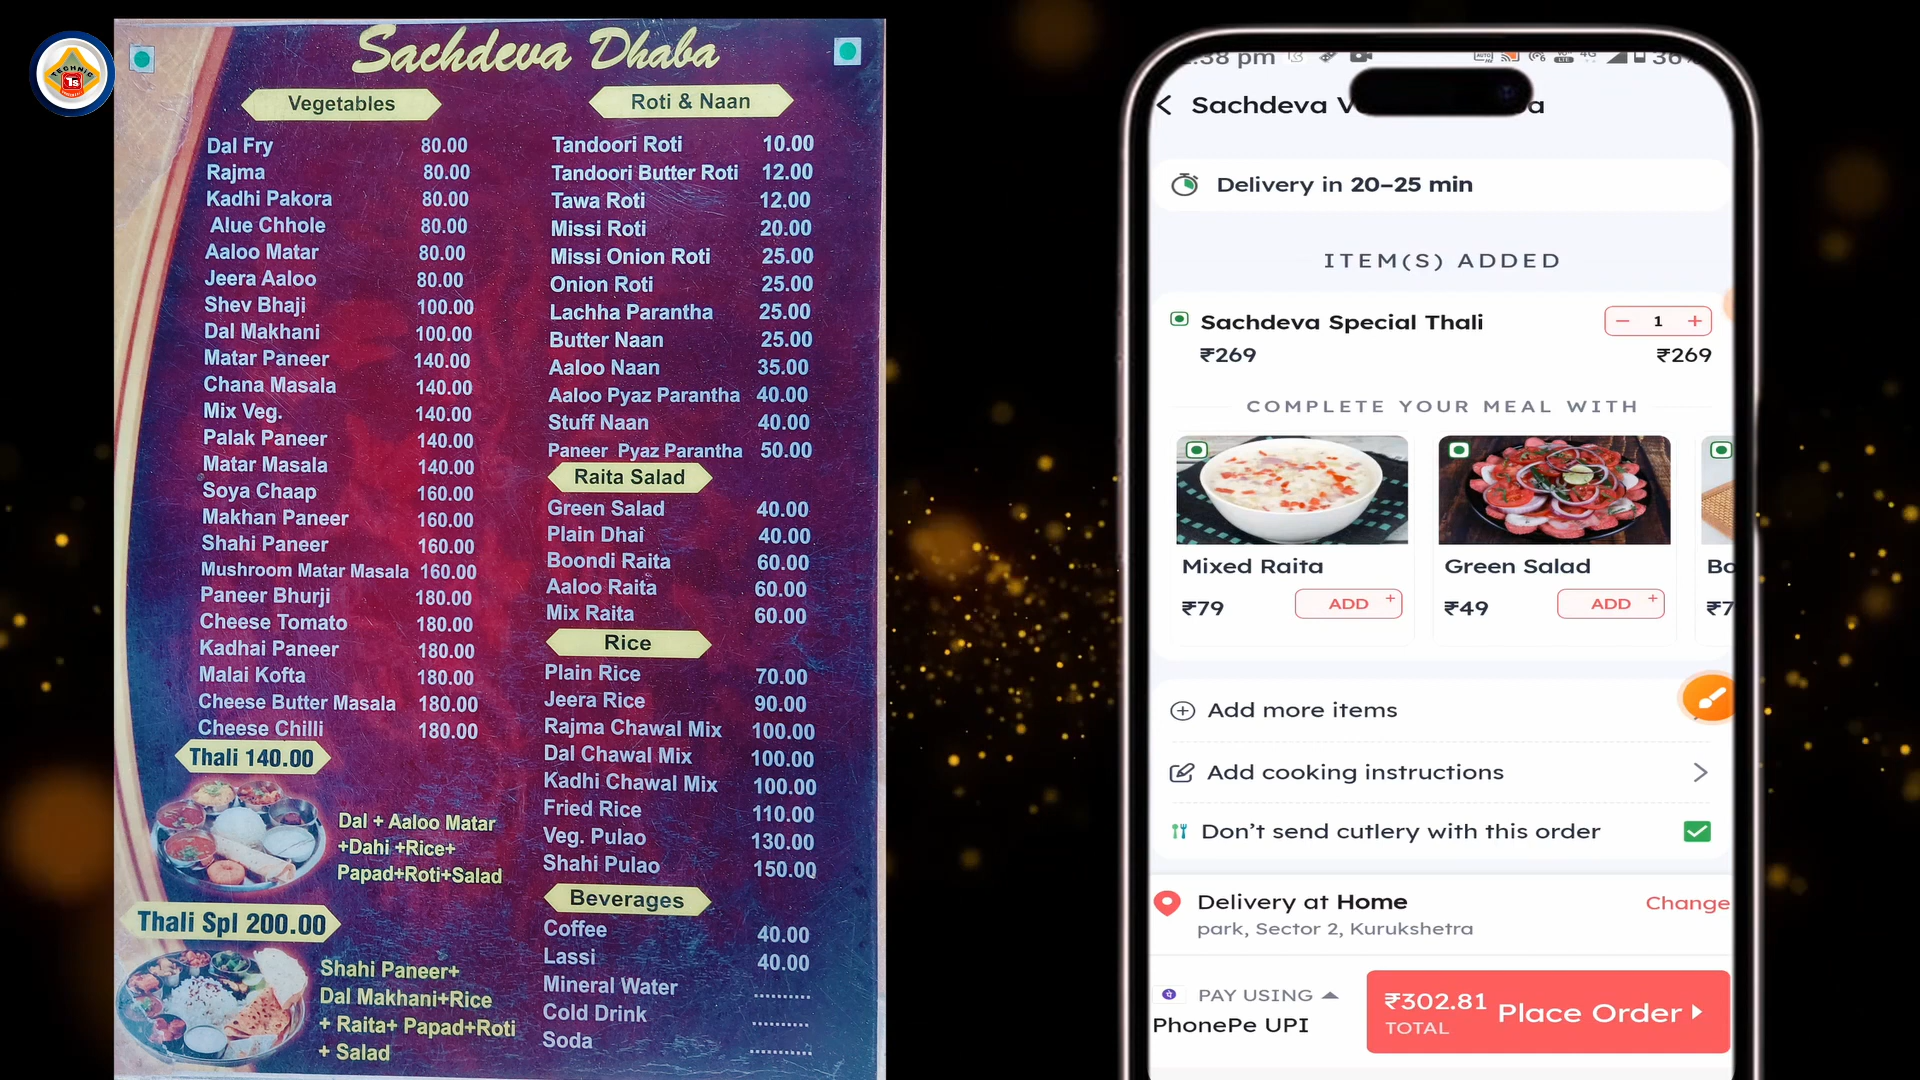 TECHNIC
Ts
Sachdeva Dhaba
Vegetables
Dal Fry 80.00
Rajma 80.00
Kadhi Pakora 80.00
Alue Chhole 80.00
Aaloo Matar 80.00
Jeera Aaloo 80.00
Shev Bhaji 100.00
Dal Makhani 100.00
Matar Paneer 140.00
Chana Masala 140.00
Mix Veg. 140.00
Palak Paneer 140.00
Matar Masala 140.00
Soya Chaap 160.00
Makhan Paneer 160.00
Shahi Paneer 160.00
Mushroom Matar Masala 160.00
Paneer Bhurji 180.00
Cheese Tomato 180.00
Kadhai Paneer 180.00
Malai Kofta 180.00
Cheese Butter Masala 180.00
Cheese Chilli 180.00
Thali 140.00
Dal + Aaloo Matar
+Dahi +Rice+
Papad+Roti+Salad
Thali Spl 200.00
Shahi Paneer+
Dal Makhani+Rice
+ Raita+ Papad+Roti
+ Salad
Roti & Naan
Tandoori Roti 10.00
Tandoori Butter Roti 12.00
Tawa Roti 12.00
Missi Roti 20.00
Missi Onion Roti 25.00
Onion Roti 25.00
Lachha Parantha 25.00
Butter Naan 25.00
Aaloo Naan 35.00
Aaloo Pyaz Parantha 40.00
Stuff Naan 40.00
Paneer Pyaz Parantha 50.00
Raita Salad
Green Salad 40.00
Plain Dhai 40.00
Boondi Raita 60.00
Aaloo Raita 60.00
Mix Raita 60.00
Rice
Plain Rice 70.00
Jeera Rice 90.00
Rajma Chawal Mix 100.00
Dal Chawal Mix 100.00
Kadhi Chawal Mix 100.00
Fried Rice 110.00
Veg. Pulao 130.00
Shahi Pulao 150.00
Beverages
Coffee 40.00
Lassi 40.00
Mineral Water ..........
Cold Drink ..........
Soda ..........
:38 pm 4G 36
Sachdeva V a
Delivery in 20–25 min
ITEM(S) ADDED
Sachdeva Special Thali − 1 +
₹269 ₹269
COMPLETE YOUR MEAL WITH
Mixed Raita
₹79 ADD +
Green Salad
₹49 ADD +
Bo
₹7
Add more items
Add cooking instructions
Don’t send cutlery with this order
Delivery at Home Change
park, Sector 2, Kurukshetra
PAY USING
PhonePe UPI
₹302.81
TOTAL
Place Order